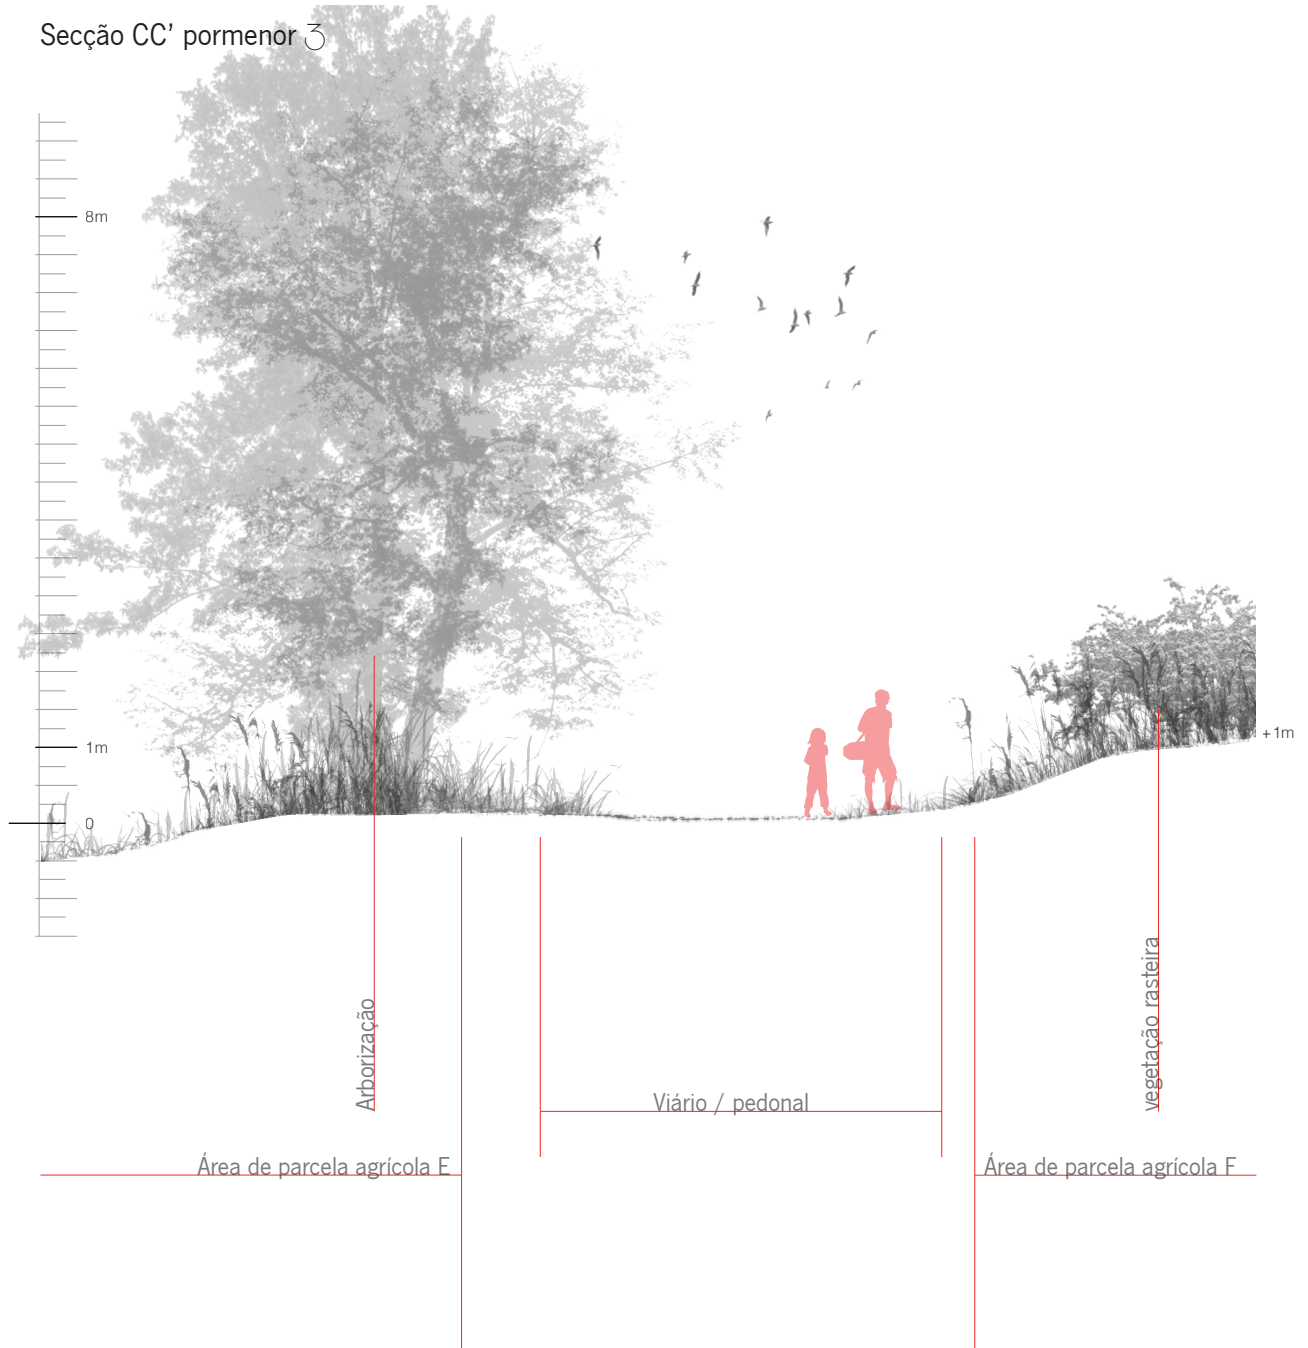 Secção CC’ pormenor 3
8m
1m
+1m
0
Arborização
vegetação rasteira
Viário / pedonal
Área de parcela agrícola E
Área de parcela agrícola F